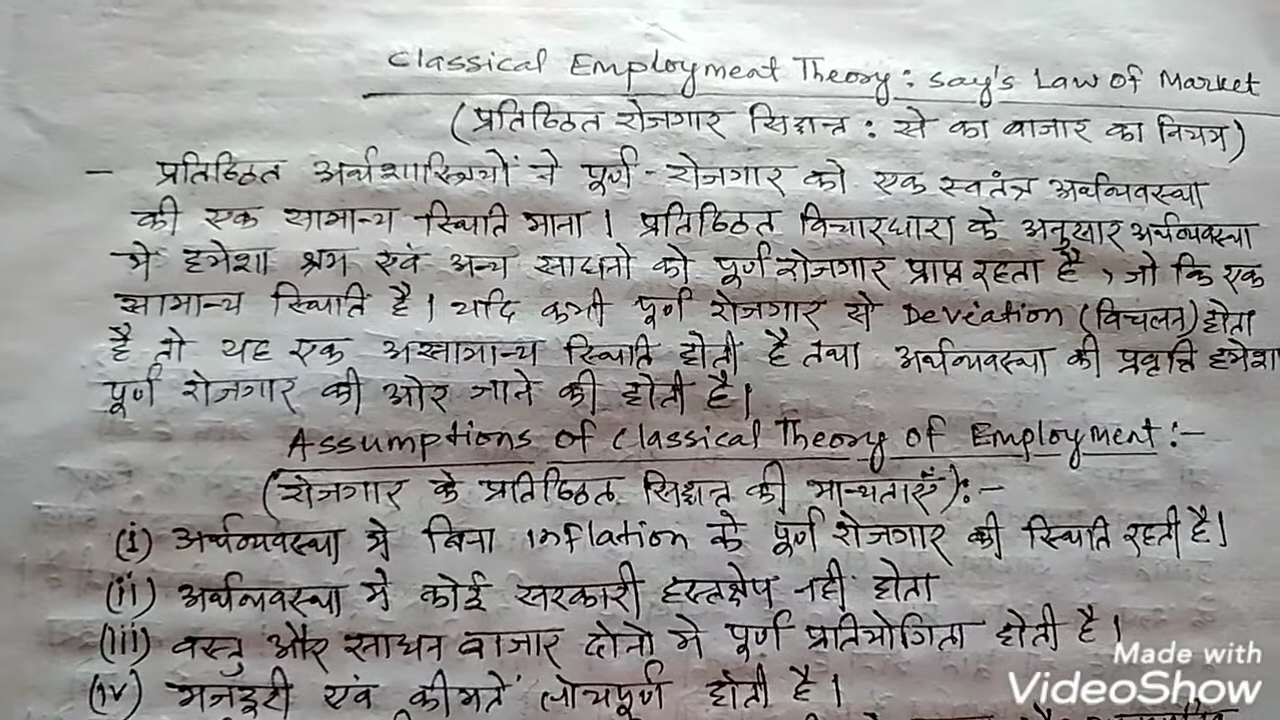 Classical Employment Theory: Say's Law of Market
(प्रतिष्ठित रोजगार सिद्धान्त : से का बाजार का नियम)
- प्रतिष्ठित अर्थशास्त्रियों ने पूर्ण-रोजगार को एक स्वतंत्र अर्थव्यवस्था
की एक सामान्य स्थिति माना । प्रतिष्ठित विचारधारा के अनुसार अर्थव्यवस्था
मे हमेशा श्रम एवं अन्य साधनो को पूर्ण रोजगार प्राप्त रहता है , जो कि एक
सामान्य स्थिति है । यदि कभी पूर्ण रोजगार से Deviation (विचलन) होता
है तो यह एक असामान्य स्थिति होती है तथा अर्थव्यवस्था की प्रवृत्ति हमेशा
पूर्ण रोजगार की ओर जाने की होती है।
Assumptions of Classical Theory of Employment :-
(रोजगार के प्रतिष्ठित सिद्धान्त की मान्यताएँ):-
(i) अर्थव्यवस्था मे बिना Inflation के पूर्ण रोजगार की स्थिति रहती है।
(ii) अर्थव्यवस्था मे कोई सरकारी हस्तक्षेप नही होता
(iii) वस्तु और साधन बाजार दोनो मे पूर्ण प्रतियोगिता होती है।
(iv) मजदूरी एवं कीमतें लोचपूर्ण होती है।
Made with
VideoShow